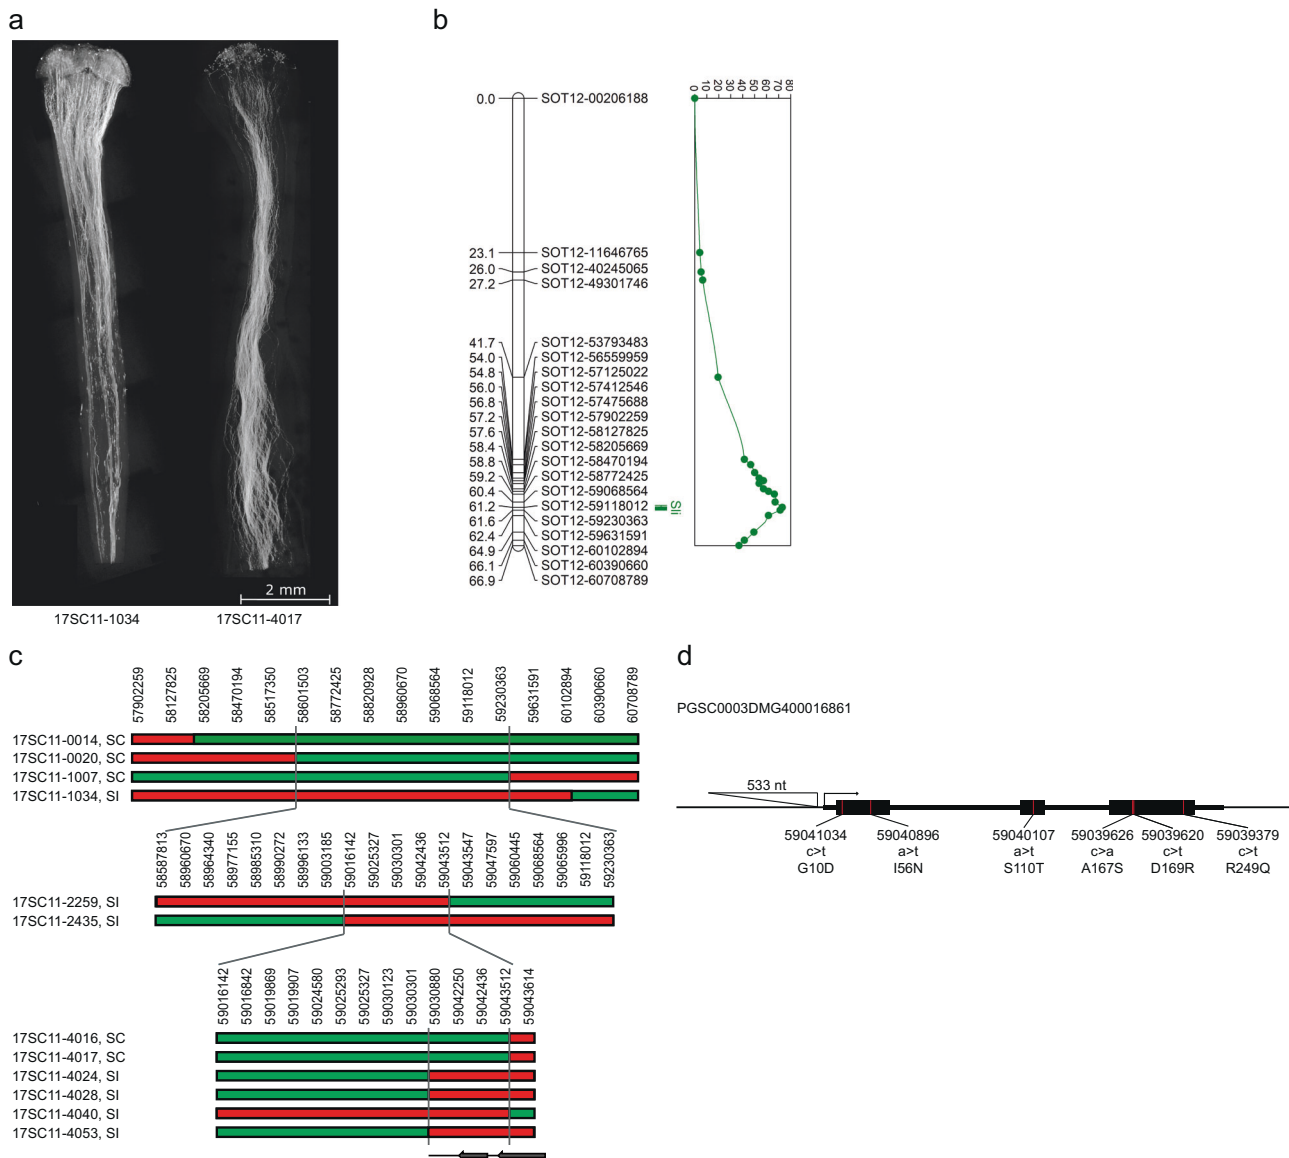 a
2 mm
17SC11-1034
17SC11-4017
b
0 10 20 30 40 50 60 70 80
0.0 SOT12-00206188
23.1 SOT12-11646765
26.0 SOT12-40245065
27.2 SOT12-49301746
41.7 SOT12-53793483
54.0 SOT12-56559959
54.8 SOT12-57125022
56.0 SOT12-57412546
56.8 SOT12-57475688
57.2 SOT12-57902259
57.6 SOT12-58127825
58.4 SOT12-58205669
58.8 SOT12-58470194
59.2 SOT12-58772425
60.4 SOT12-59068564
61.2 SOT12-59118012
61.6 SOT12-59230363
62.4 SOT12-59631591
64.9 SOT12-60102894
66.1 SOT12-60390660
66.9 SOT12-60708789
Sli
c
57902259
58127825
58205669
58470194
58517350
58601503
58772425
58820928
58960670
59068564
59118012
59230363
59631591
60102894
60390660
60708789
17SC11-0014, SC
17SC11-0020, SC
17SC11-1007, SC
17SC11-1034, SI
58587813
58960670
58964340
58977155
58985310
58990272
58996133
59003185
59016142
59025327
59030301
59042436
59043512
59043547
59047597
59060445
59068564
59065996
59118012
59230363
17SC11-2259, SI
17SC11-2435, SI
59016142
59016842
59019869
59019907
59024580
59025293
59025327
59030123
59030301
59030880
59042250
59042436
59043512
59043614
17SC11-4016, SC
17SC11-4017, SC
17SC11-4024, SI
17SC11-4028, SI
17SC11-4040, SI
17SC11-4053, SI
d
PGSC0003DMG400016861
533 nt
59041034 59040896 59040107 59039626 59039620 59039379
c>t a>t a>t c>a c>t c>t
G10D I56N S110T A167S D169R R249Q